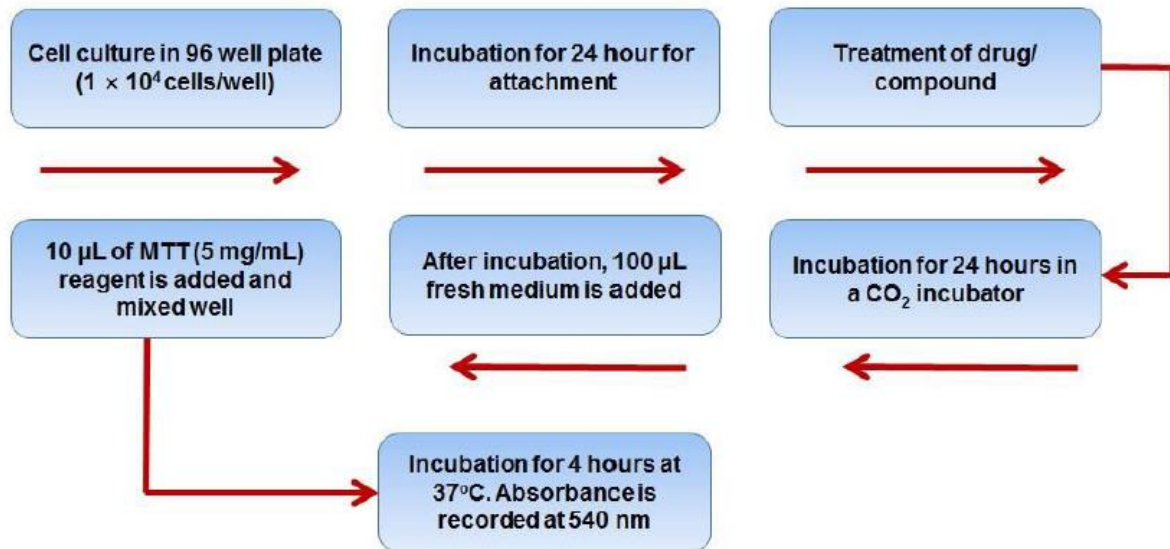 Cell culture in 96 well plate
(1 × 10⁴ cells/well)
Incubation for 24 hour for
attachment
Treatment of drug/
compound
10 µL of MTT (5 mg/mL)
reagent is added and
mixed well
After incubation, 100 µL
fresh medium is added
Incubation for 24 hours in
a CO₂ incubator
Incubation for 4 hours at
37°C. Absorbance is
recorded at 540 nm